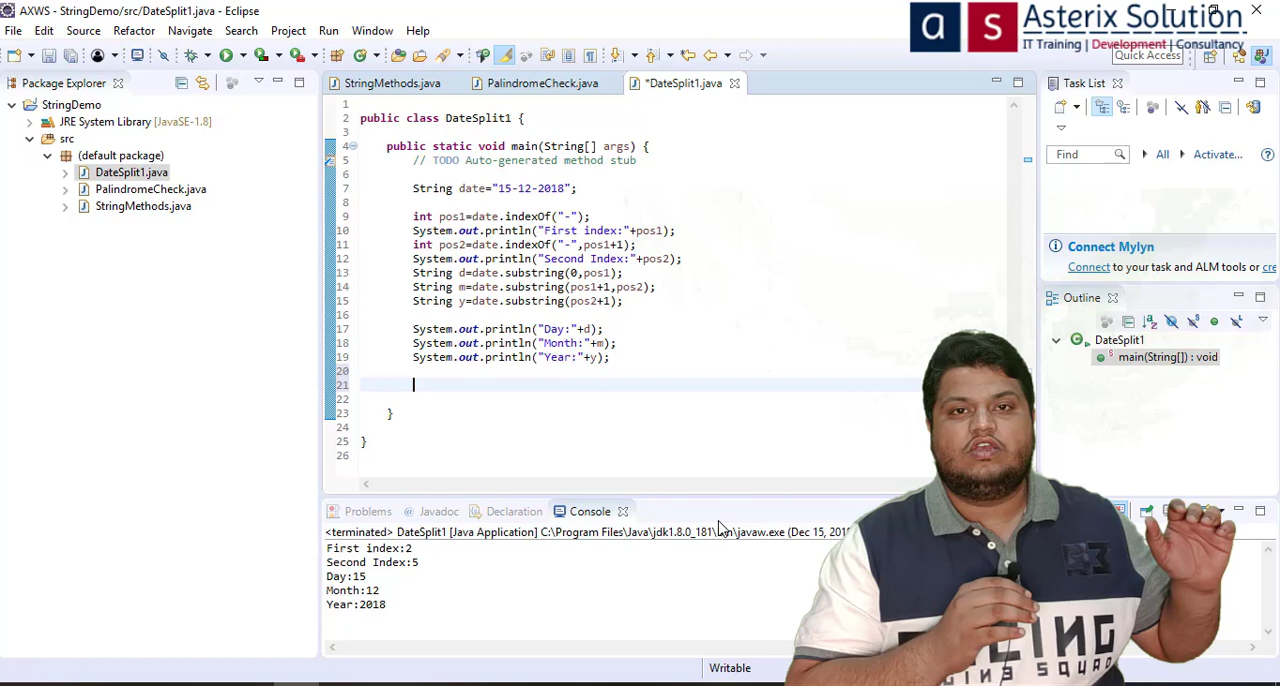 AXWS - StringDemo/src/DateSplit1.java - Eclipse
as Asterix Solution
IT Training | Development | Consultancy
File Edit Source Refactor Navigate Search Project Run Window Help
Quick Access
Package Explorer
StringDemo
JRE System Library [JavaSE-1.8]
src
(default package)
DateSplit1.java
PalindromeCheck.java
StringMethods.java
StringMethods.java PalindromeCheck.java *DateSplit1.java
1
2 public class DateSplit1 {
3
4 public static void main(String[] args) {
5 // TODO Auto-generated method stub
6
7 String date="15-12-2018";
8
9 int pos1=date.indexOf("-");
10 System.out.println("First index:"+pos1);
11 int pos2=date.indexOf("-",pos1+1);
12 System.out.println("Second Index:"+pos2);
13 String d=date.substring(0,pos1);
14 String m=date.substring(pos1+1,pos2);
15 String y=date.substring(pos2+1);
16
17 System.out.println("Day:"+d);
18 System.out.println("Month:"+m);
19 System.out.println("Year:"+y);
20
21
22
23 }
24
25 }
26
Task List
Find All Activate...
Connect Mylyn
Connect to your task and ALM tools or cre
Outline
DateSplit1
main(String[]) : void
Problems @ Javadoc Declaration Console
<terminated> DateSplit1 [Java Application] C:\Program Files\Java\jdk1.8.0_181\bin\javaw.exe (Dec 15, 201
First index:2
Second Index:5
Day:15
Month:12
Year:2018
Writable
SQUAD